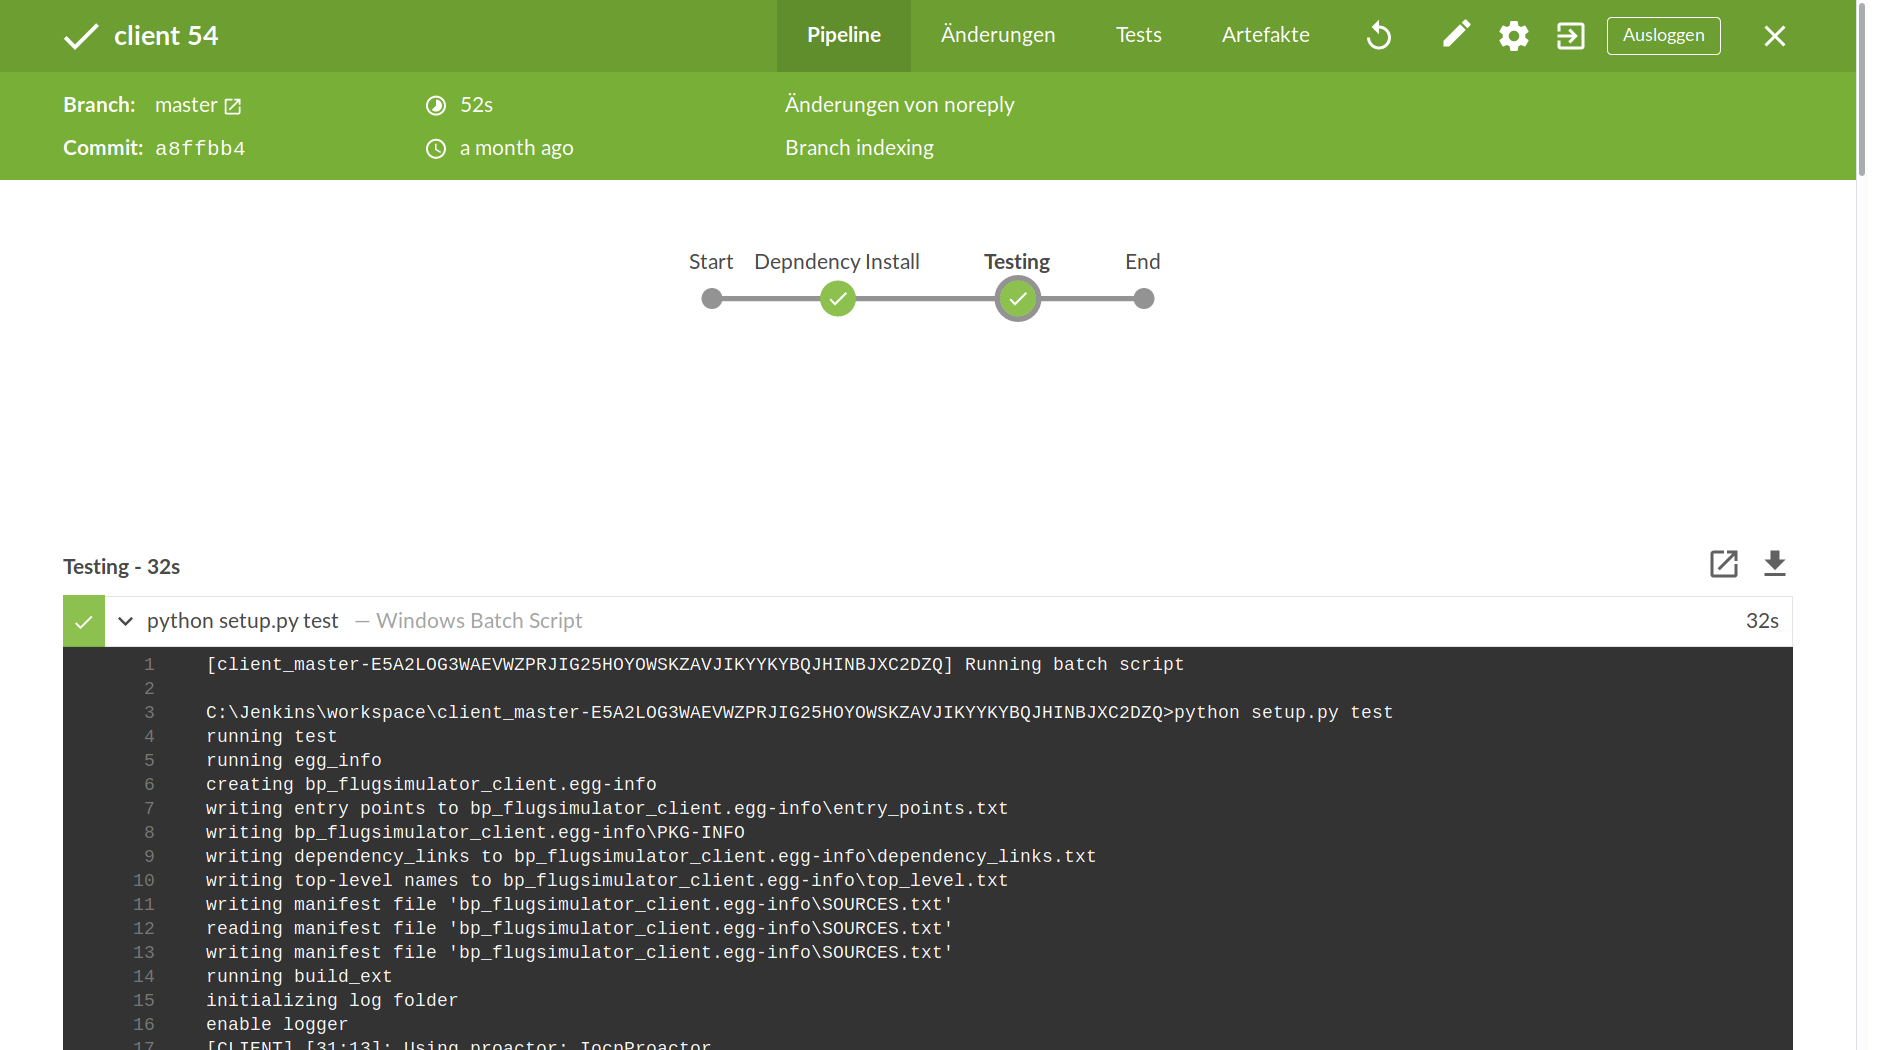 client 54
Pipeline Änderungen Tests Artefakte Ausloggen
Branch: master 52s Änderungen von noreply
Commit: a8ffbb4 a month ago Branch indexing
Start Depndency Install Testing End
Testing - 32s
python setup.py test — Windows Batch Script 32s
1 [client_master-E5A2LOG3WAEVWZPRJIG25HOYOWSKZAVJIKYYKYBQJHINBJXC2DZQ] Running batch script
2
3 C:\Jenkins\workspace\client_master-E5A2LOG3WAEVWZPRJIG25HOYOWSKZAVJIKYYKYBQJHINBJXC2DZQ>python setup.py test
4 running test
5 running egg_info
6 creating bp_flugsimulator_client.egg-info
7 writing entry points to bp_flugsimulator_client.egg-info\entry_points.txt
8 writing bp_flugsimulator_client.egg-info\PKG-INFO
9 writing dependency_links to bp_flugsimulator_client.egg-info\dependency_links.txt
10 writing top-level names to bp_flugsimulator_client.egg-info\top_level.txt
11 writing manifest file 'bp_flugsimulator_client.egg-info\SOURCES.txt'
12 reading manifest file 'bp_flugsimulator_client.egg-info\SOURCES.txt'
13 writing manifest file 'bp_flugsimulator_client.egg-info\SOURCES.txt'
14 running build_ext
15 initializing log folder
16 enable logger
17 [CLIENT] [31:13]: Using proactor: IocpProactor